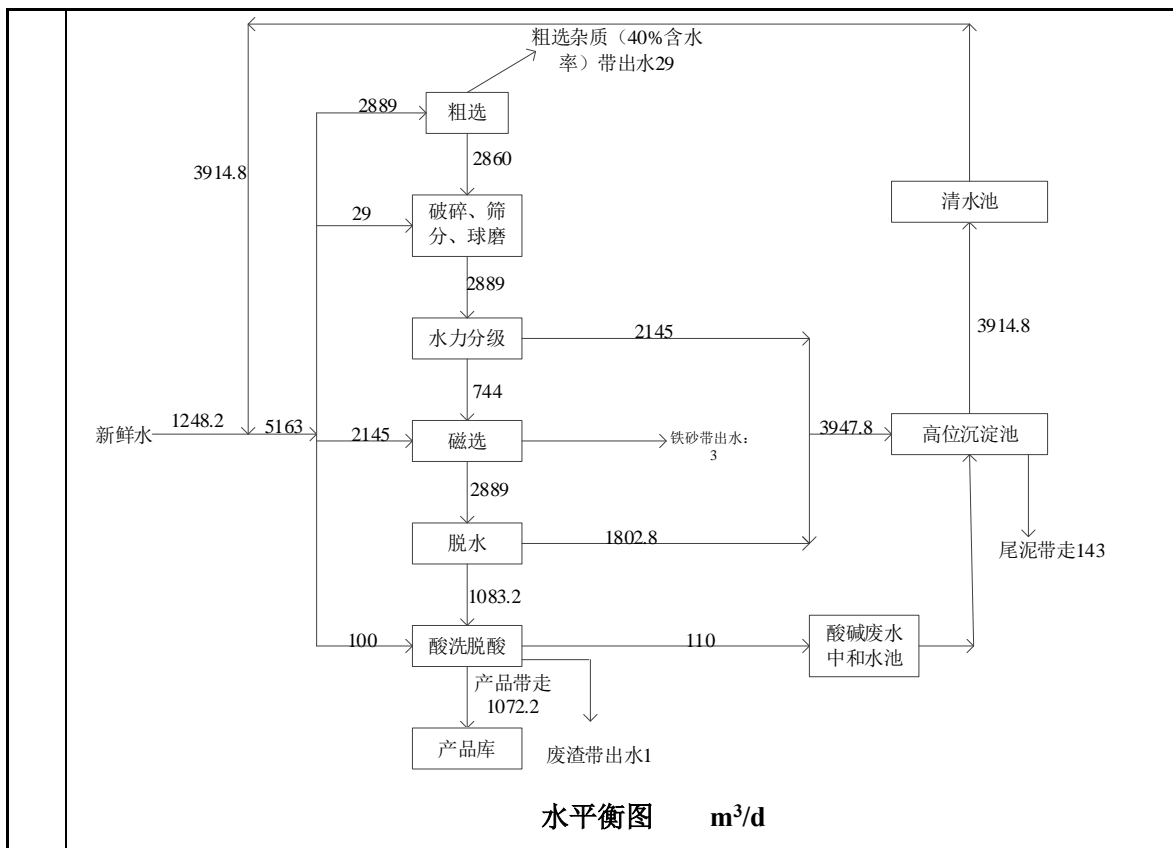 粗选杂质（40%含水
率）带出水29
2889
粗选
2860
3914.8
清水池
29
破碎、筛
分、球磨
2889
水力分级
2145
3914.8
744
新鲜水
1248.2
5163
2145
磁选
铁砂带出水：
3
3947.8
高位沉淀池
2889
脱水
1802.8
尾泥带走143
1083.2
100
酸洗脱酸
110
酸碱废水
中和水池
产品带走
1072.2
产品库
废渣带出水1
水平衡图 m³/d